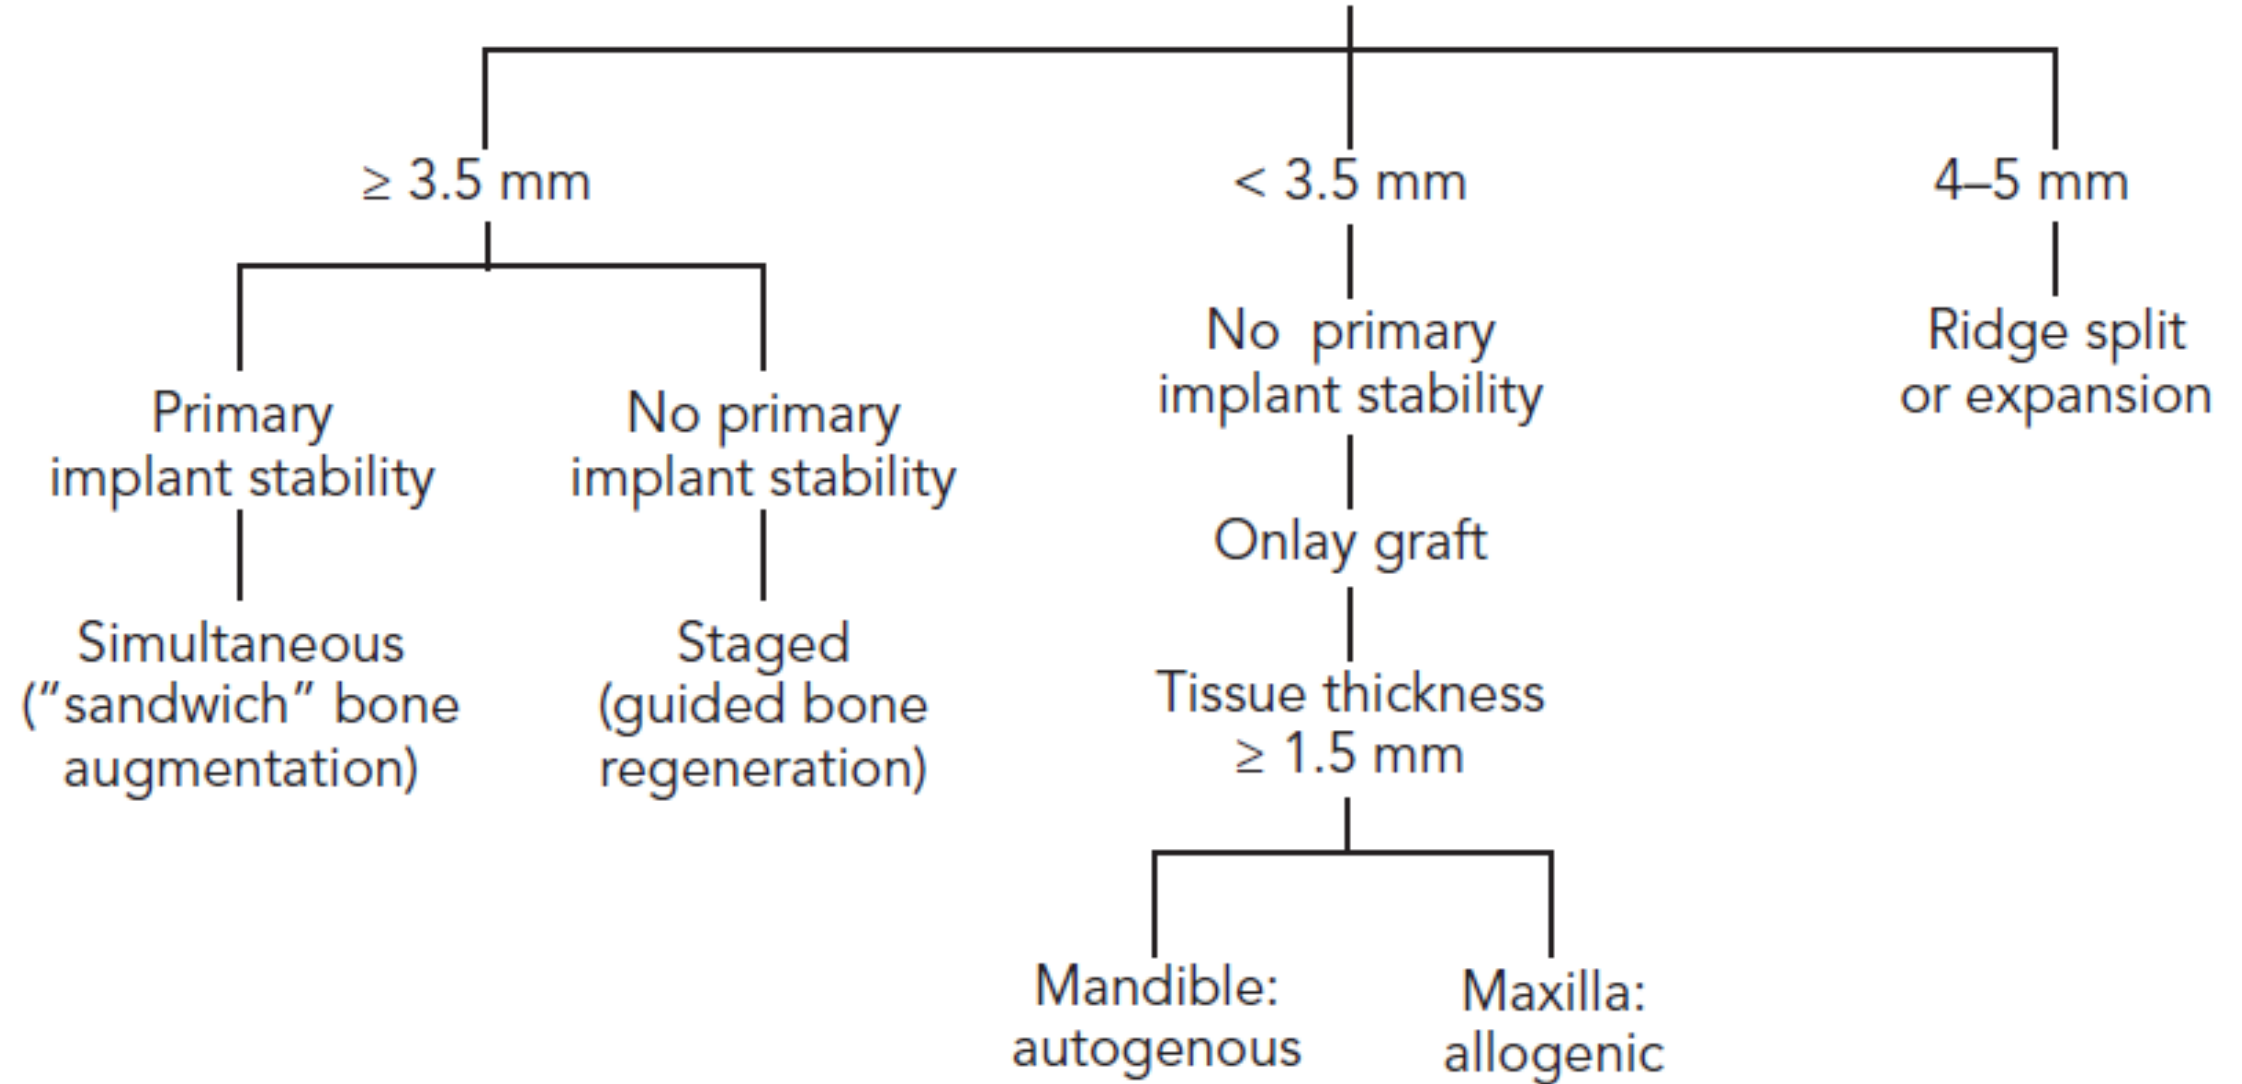 ≥ 3.5 mm
< 3.5 mm
4–5 mm
Primary
implant stability
No primary
implant stability
No  primary
implant stability
Ridge split
or expansion
Simultaneous
("sandwich" bone
augmentation)
Staged
(guided bone
regeneration)
Onlay graft
Tissue thickness
≥ 1.5 mm
Mandible:
autogenous
Maxilla:
allogenic